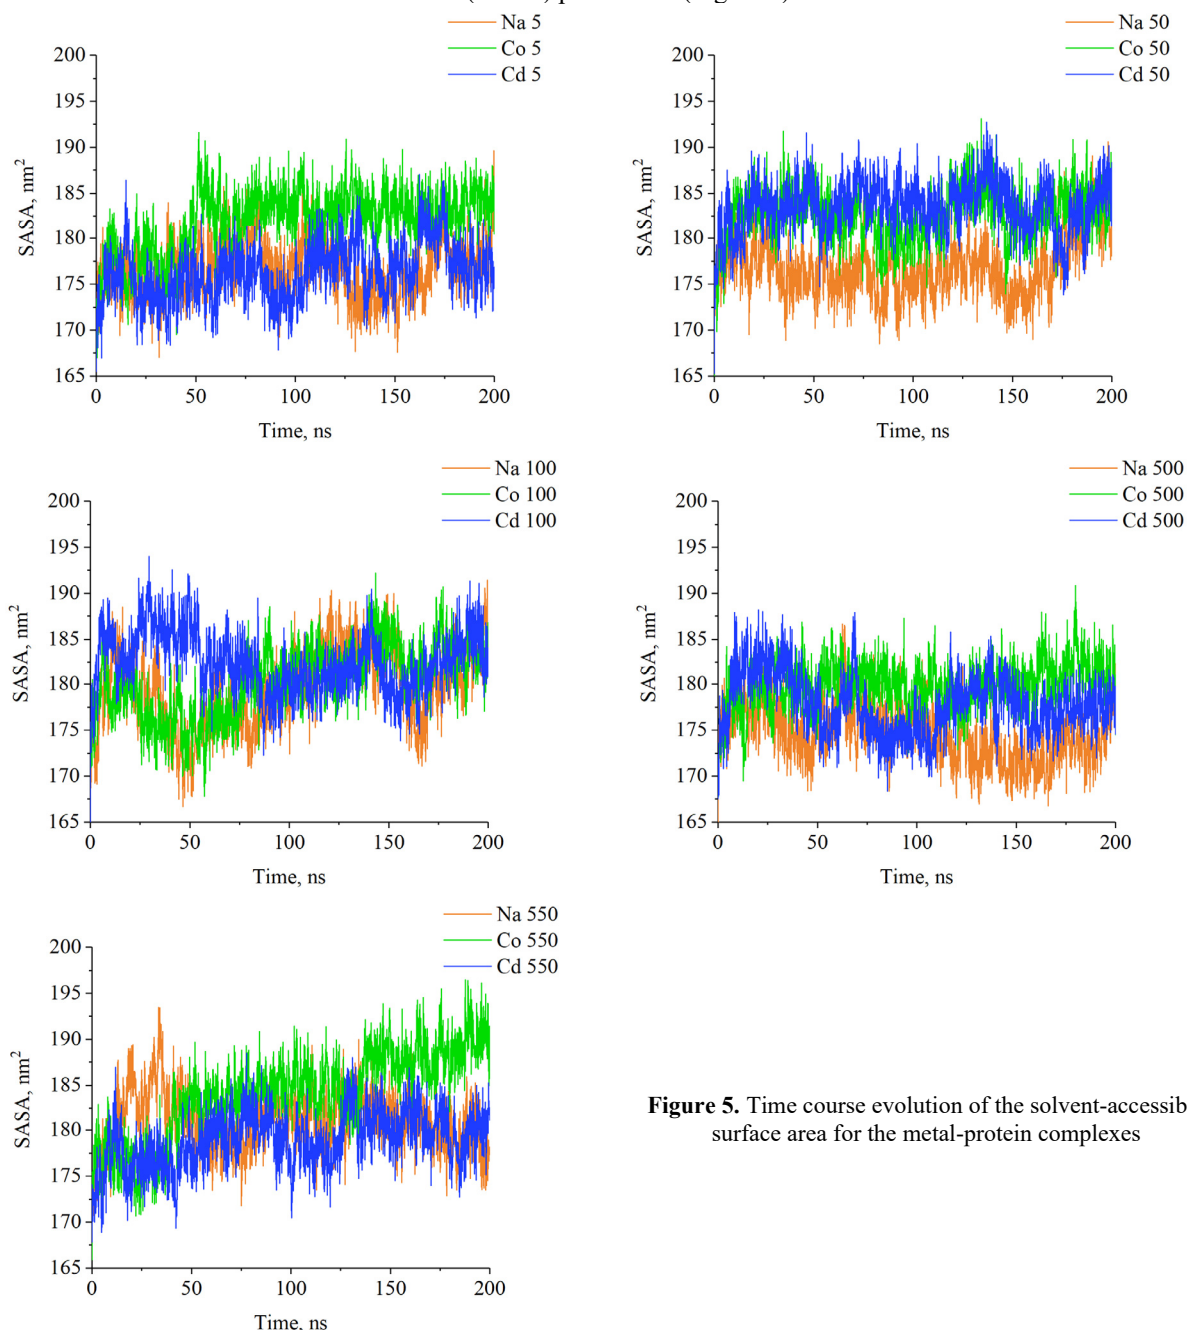 Na 5
Co 5
Cd 5
200
195
190
185
180
175
170
165
SASA, nm²
0
50
100
150
200
Time, ns
Na 50
Co 50
Cd 50
200
195
190
185
180
175
170
165
SASA, nm²
0
50
100
150
200
Time, ns
Na 100
Co 100
Cd 100
200
195
190
185
180
175
170
165
SASA, nm²
0
50
100
150
200
Time, ns
Na 500
Co 500
Cd 500
200
195
190
185
180
175
170
165
SASA, nm²
0
50
100
150
200
Time, ns
Na 550
Co 550
Cd 550
200
195
190
185
180
175
170
165
SASA, nm²
0
50
100
150
200
Time, ns
Figure 5. Time course evolution of the solvent-accessib
surface area for the metal-protein complexes